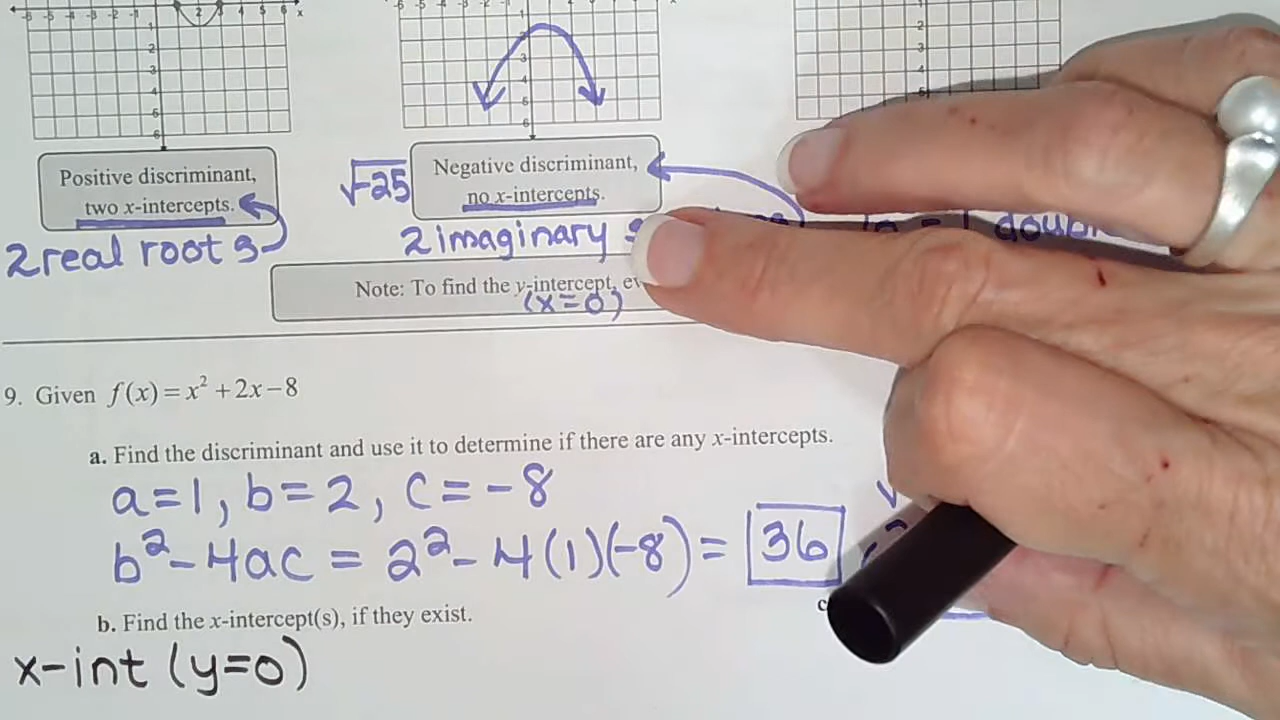 Positive discriminant,
two x-intercepts.
2 real roots
√-25
Negative discriminant,
no x-intercepts.
2 imaginary
Note: To find the y-intercept,
(x=0)
9. Given f(x)=x²+2x−8
a. Find the discriminant and use it to determine if there are any x-intercepts.
a=1, b=2, c=-8
b²-4ac = 2²-4(1)(-8)= 36
b. Find the x-intercept(s), if they exist.
x-int (y=0)